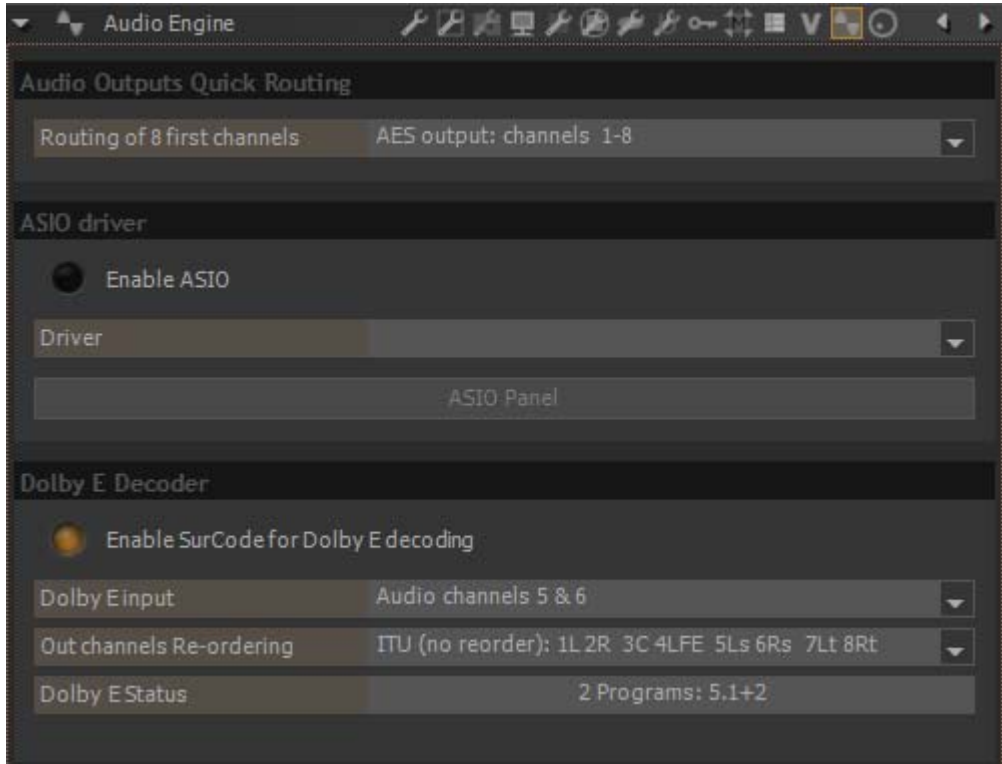 Audio Engine
V
Audio Outputs Quick Routing
Routing of 8 first channels AES output: channels 1-8
ASIO driver
Enable ASIO
Driver
ASIO Panel
Dolby E Decoder
Enable SurCode for Dolby E decoding
Dolby E input Audio channels 5 & 6
Out channels Re-ordering ITU (no reorder): 1L 2R 3C 4LFE 5Ls 6Rs 7Lt 8Rt
Dolby E Status 2 Programs: 5.1+2